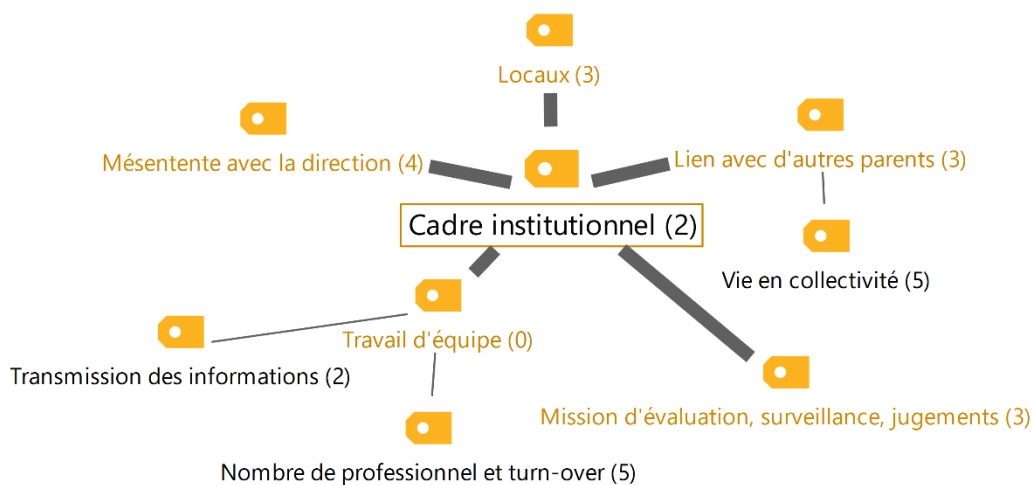 Locaux (3)
Mésentente avec la direction (4)
Lien avec d'autres parents (3)
Cadre institutionnel (2)
Vie en collectivité (5)
Travail d'équipe (0)
Transmission des informations (2)
Mission d'évaluation, surveillance, jugements (3)
Nombre de professionnel et turn-over (5)